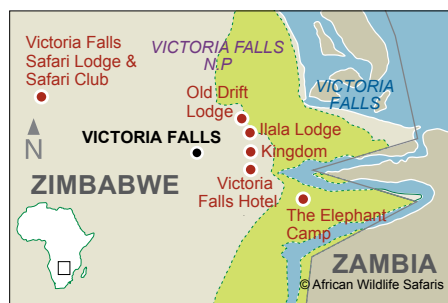 Victoria Falls
Safari Lodge &
Safari Club
VICTORIA FALLS
N.P
Old Drift
Lodge
VICTORIA
FALLS
Ilala Lodge
VICTORIA FALLS
Kingdom
N
ZIMBABWE
Victoria
Falls Hotel
The Elephant
Camp
ZAMBIA
© African Wildlife Safaris